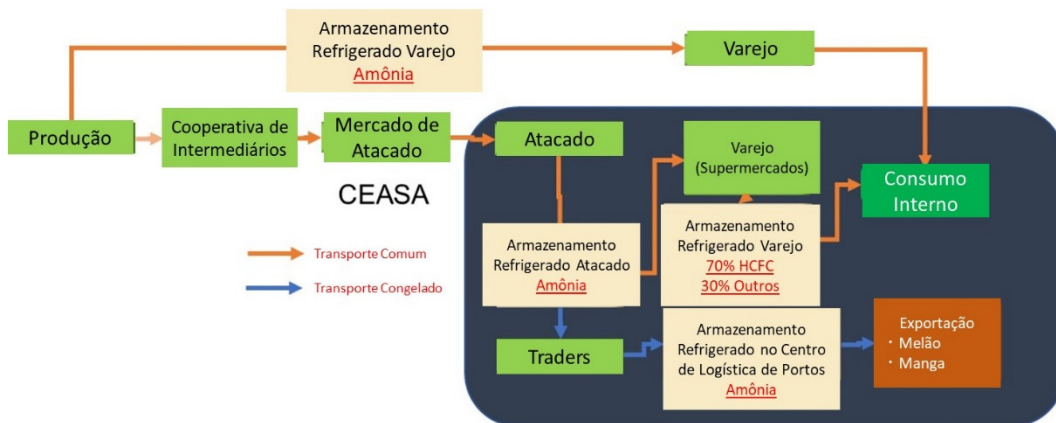 Armazenamento
Refrigerado Varejo
Amônia
Varejo
Produção
Cooperativa de
Intermediários
Mercado de
Atacado
CEASA
Atacado
Varejo
(Supermercados)
Consumo
Interno
Armazenamento
Refrigerado Atacado
Amônia
Armazenamento
Refrigerado Varejo
70% HCFC
30% Outros
Transporte Comum
Transporte Congelado
Traders
Armazenamento
Refrigerado no Centro
de Logística de Portos
Amônia
Exportação
・ Melão
・ Manga